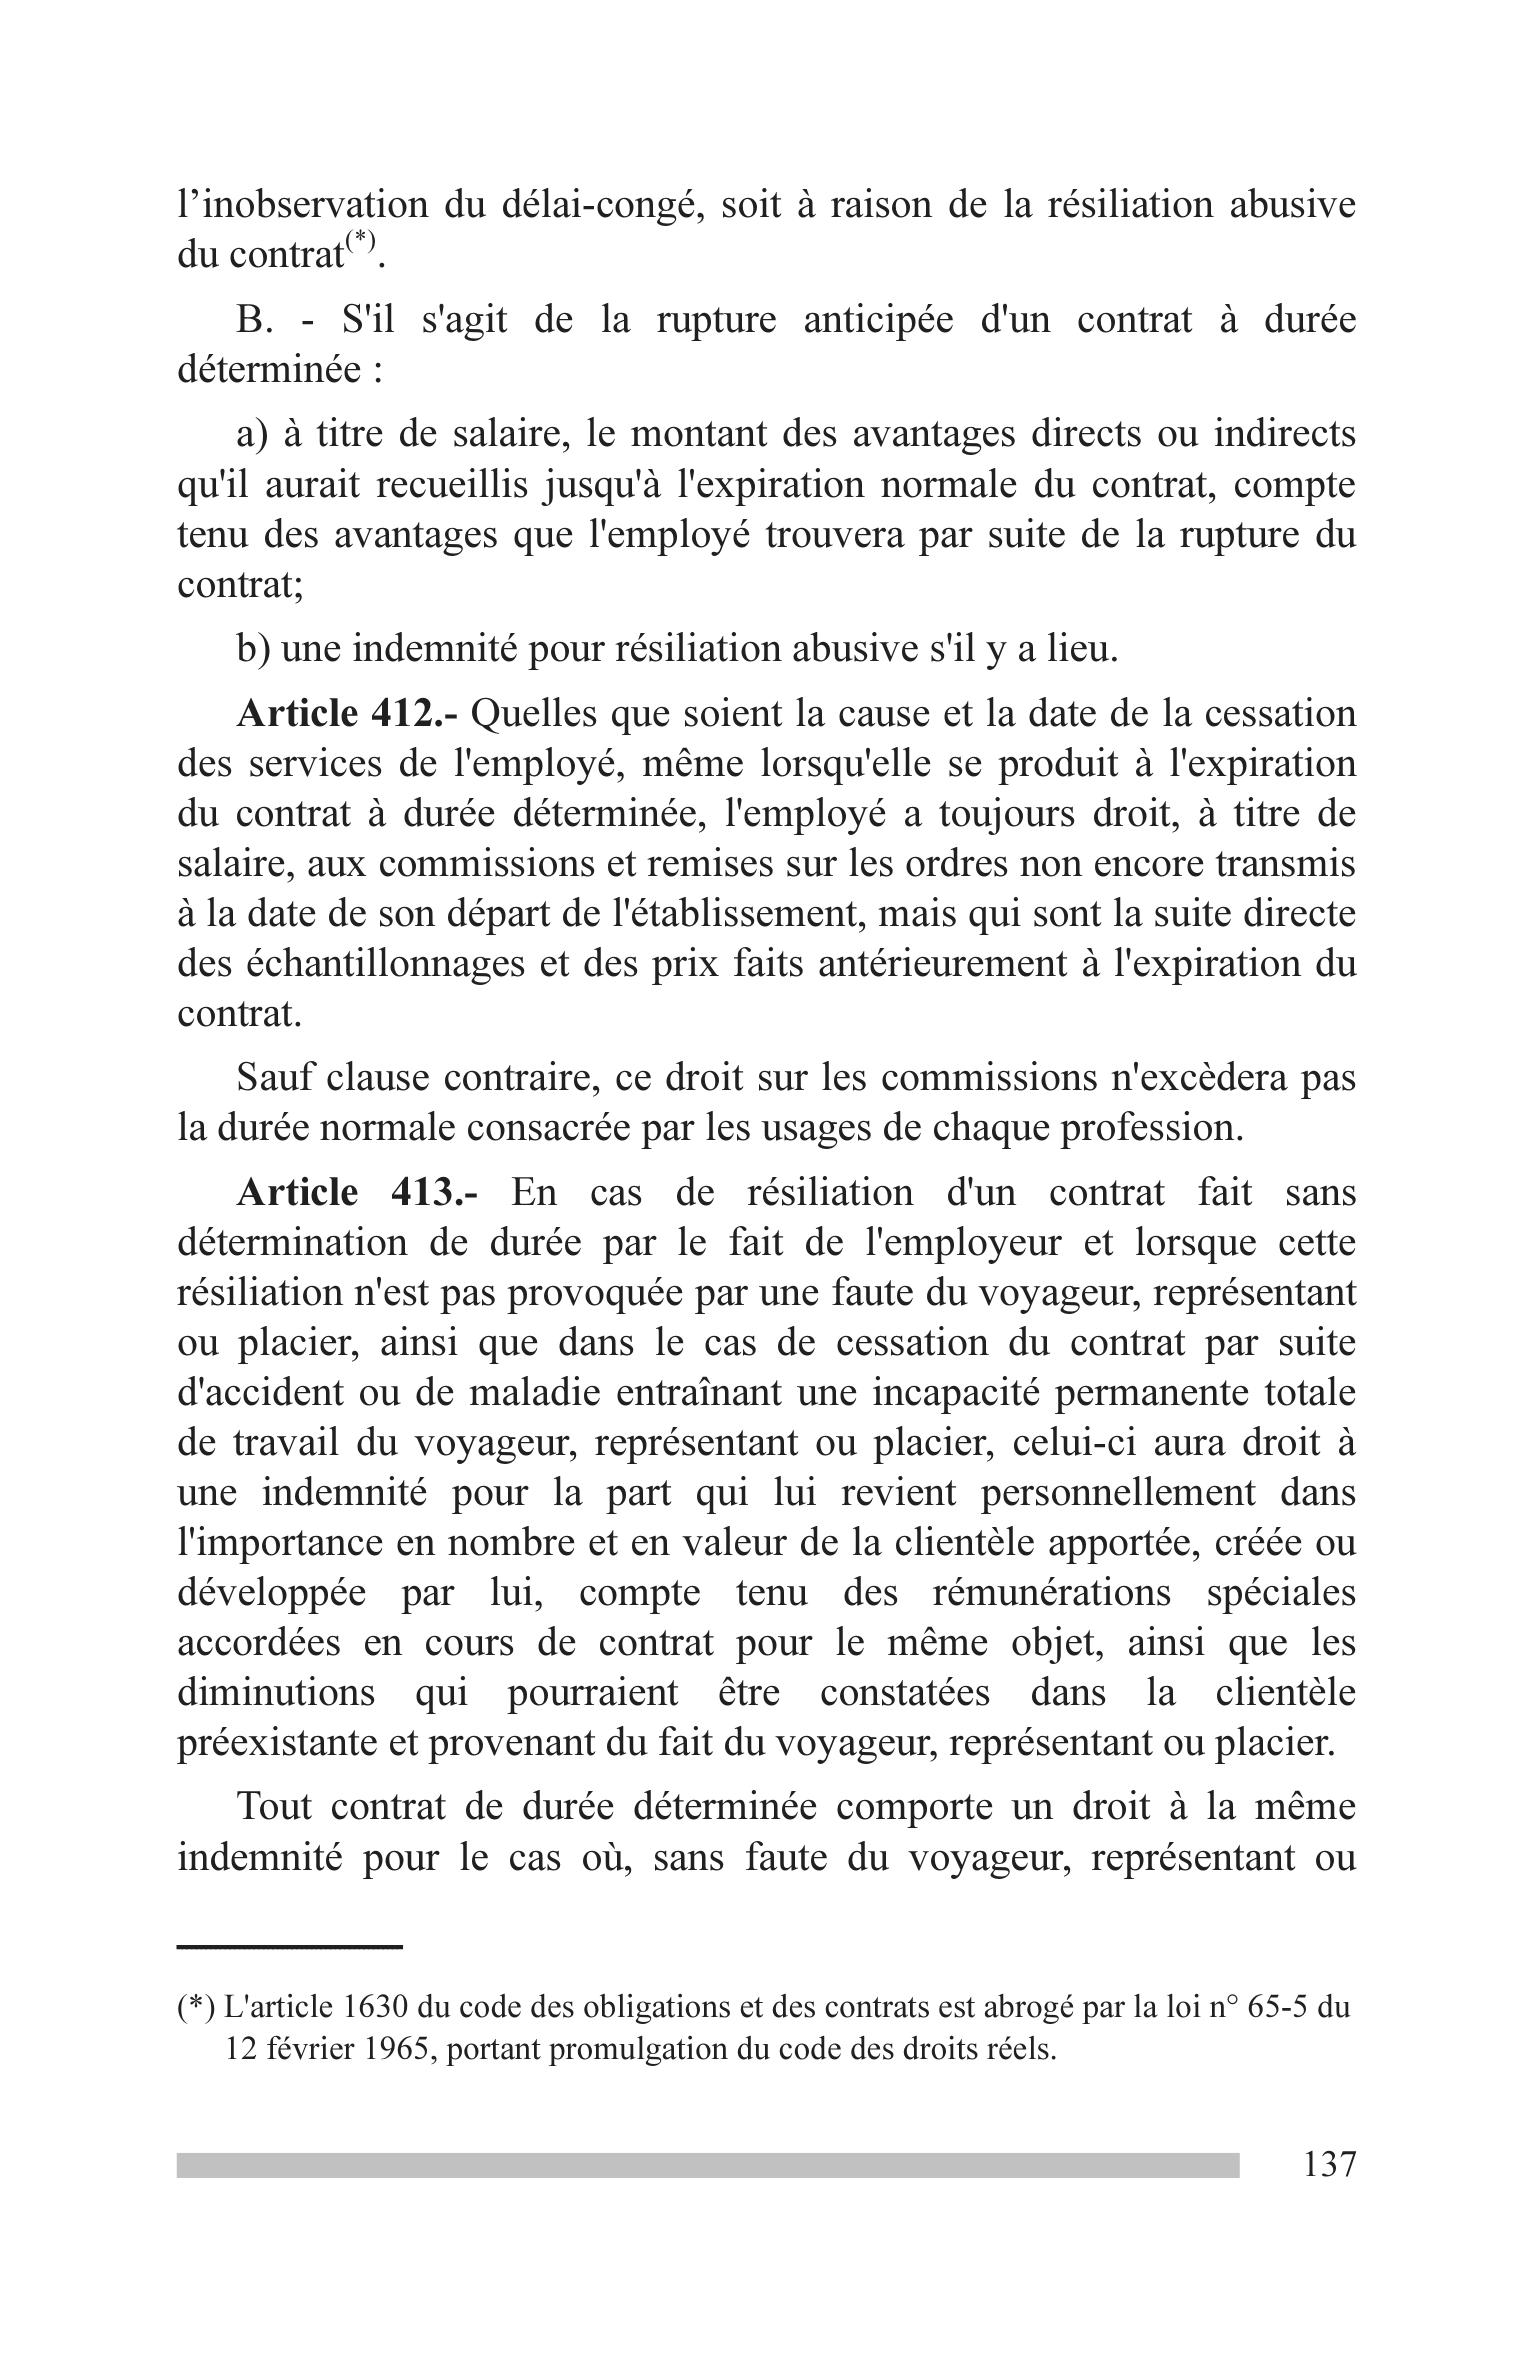 l’inobservation du délai-congé, soit à raison de la résiliation abusive
du contrat(*).
B. - S'il s'agit de la rupture anticipée d'un contrat à durée
déterminée :
a) à titre de salaire, le montant des avantages directs ou indirects
qu'il aurait recueillis jusqu'à l'expiration normale du contrat, compte
tenu des avantages que l'employé trouvera par suite de la rupture du
contrat;
b) une indemnité pour résiliation abusive s'il y a lieu.
Article 412.- Quelles que soient la cause et la date de la cessation
des services de l'employé, même lorsqu'elle se produit à l'expiration
du contrat à durée déterminée, l'employé a toujours droit, à titre de
salaire, aux commissions et remises sur les ordres non encore transmis
à la date de son départ de l'établissement, mais qui sont la suite directe
des échantillonnages et des prix faits antérieurement à l'expiration du
contrat.
Sauf clause contraire, ce droit sur les commissions n'excèdera pas
la durée normale consacrée par les usages de chaque profession.
Article 413.- En cas de résiliation d'un contrat fait sans
détermination de durée par le fait de l'employeur et lorsque cette
résiliation n'est pas provoquée par une faute du voyageur, représentant
ou placier, ainsi que dans le cas de cessation du contrat par suite
d'accident ou de maladie entraînant une incapacité permanente totale
de travail du voyageur, représentant ou placier, celui-ci aura droit à
une indemnité pour la part qui lui revient personnellement dans
l'importance en nombre et en valeur de la clientèle apportée, créée ou
développée par lui, compte tenu des rémunérations spéciales
accordées en cours de contrat pour le même objet, ainsi que les
diminutions qui pourraient être constatées dans la clientèle
préexistante et provenant du fait du voyageur, représentant ou placier.
Tout contrat de durée déterminée comporte un droit à la même
indemnité pour le cas où, sans faute du voyageur, représentant ou
(*) L'article 1630 du code des obligations et des contrats est abrogé par la loi n° 65-5 du
12 février 1965, portant promulgation du code des droits réels.
137